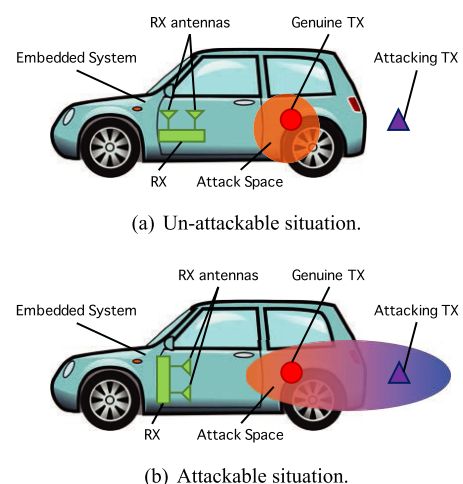 RX antennas
Genuine TX
Embedded System
Attacking TX
RX
Attack Space
(a) Un-attackable situation.
RX antennas
Genuine TX
Embedded System
Attacking TX
RX
Attack Space
(b) Attackable situation.